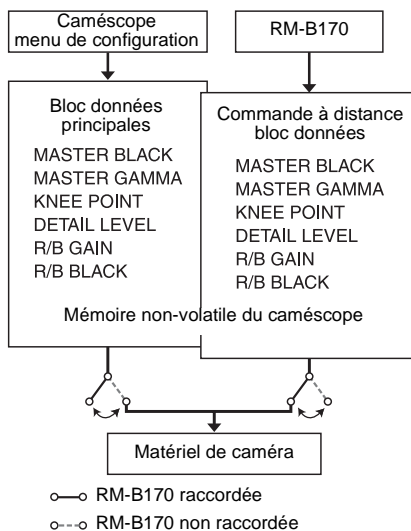 Caméscope
menu de configuration
RM-B170
Bloc données
principales
MASTER BLACK
MASTER GAMMA
KNEE POINT
DETAIL LEVEL
R/B GAIN
R/B BLACK
Commande à distance
bloc données
MASTER BLACK
MASTER GAMMA
KNEE POINT
DETAIL LEVEL
R/B GAIN
R/B BLACK
Mémoire non-volatile du caméscope
Matériel de caméra
RM-B170 raccordée
RM-B170 non raccordée